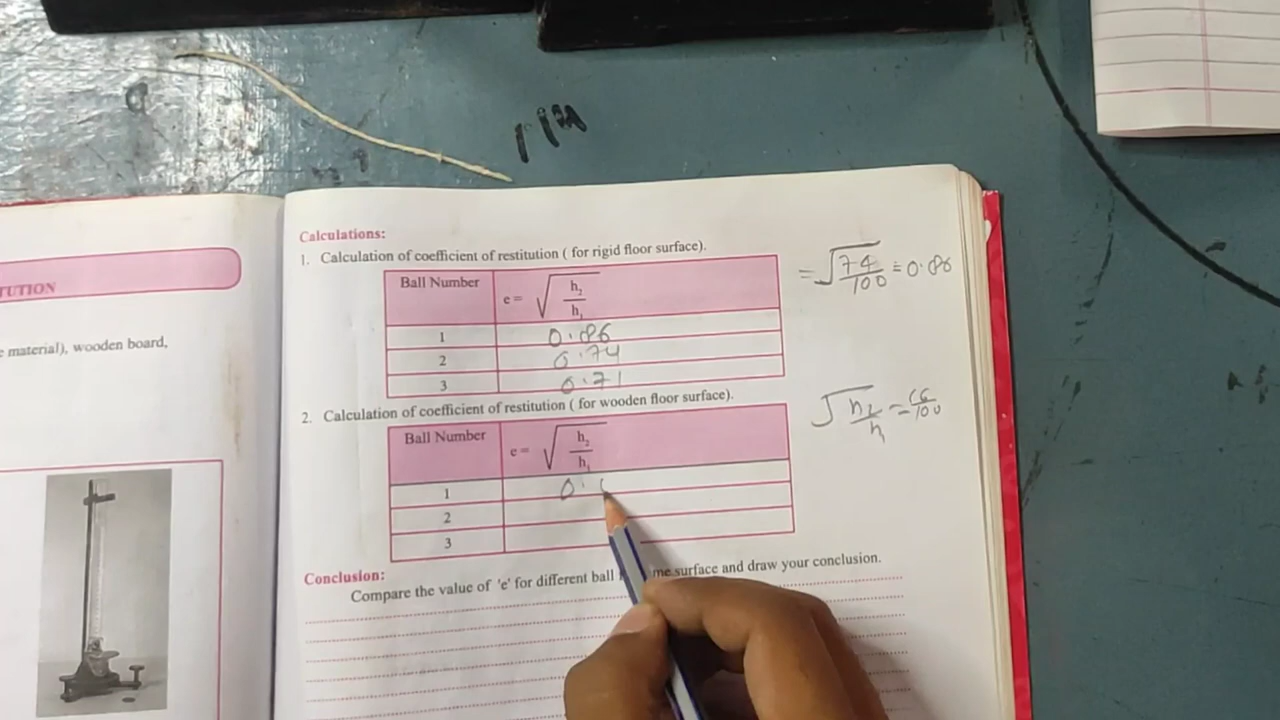 TUTION
e material), wooden board,
Calculations:
1. Calculation of coefficient of restitution ( for rigid floor surface).
Ball Number e = √ h₂ / h₁
1 0.86
2 0.74
3 0.71
= √74/100 = 0.86
2. Calculation of coefficient of restitution ( for wooden floor surface).
Ball Number e = √ h₂ / h₁
1 0.
2
3
Conclusion:
Compare the value of 'e' for different ball surface and draw your conclusion.